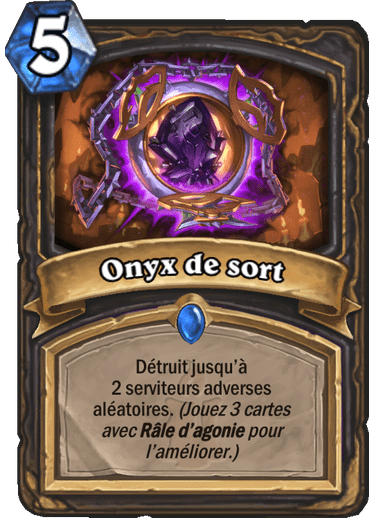 5
Onyx de sort
Détruit jusqu'à
2 serviteurs adverses
aléatoires. (Jouez 3 cartes
avec Râle d'agonie pour
l'améliorer.)